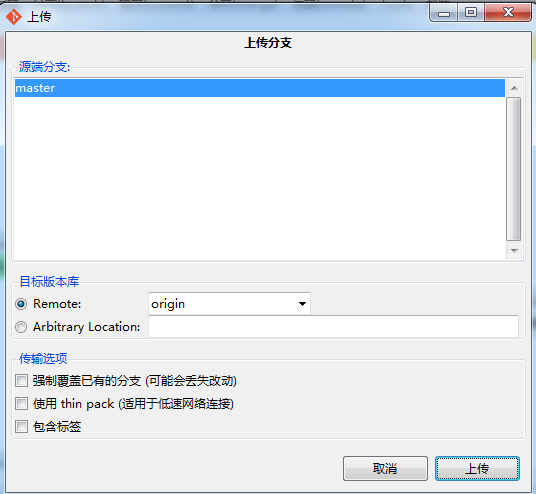 上传
上传分支
源端分支:
master
目标版本库
Remote: origin
Arbitrary Location:
传输选项
强制覆盖已有的分支 (可能会丢失改动)
使用 thin pack (适用于低速网络连接)
包含标签
取消 上传